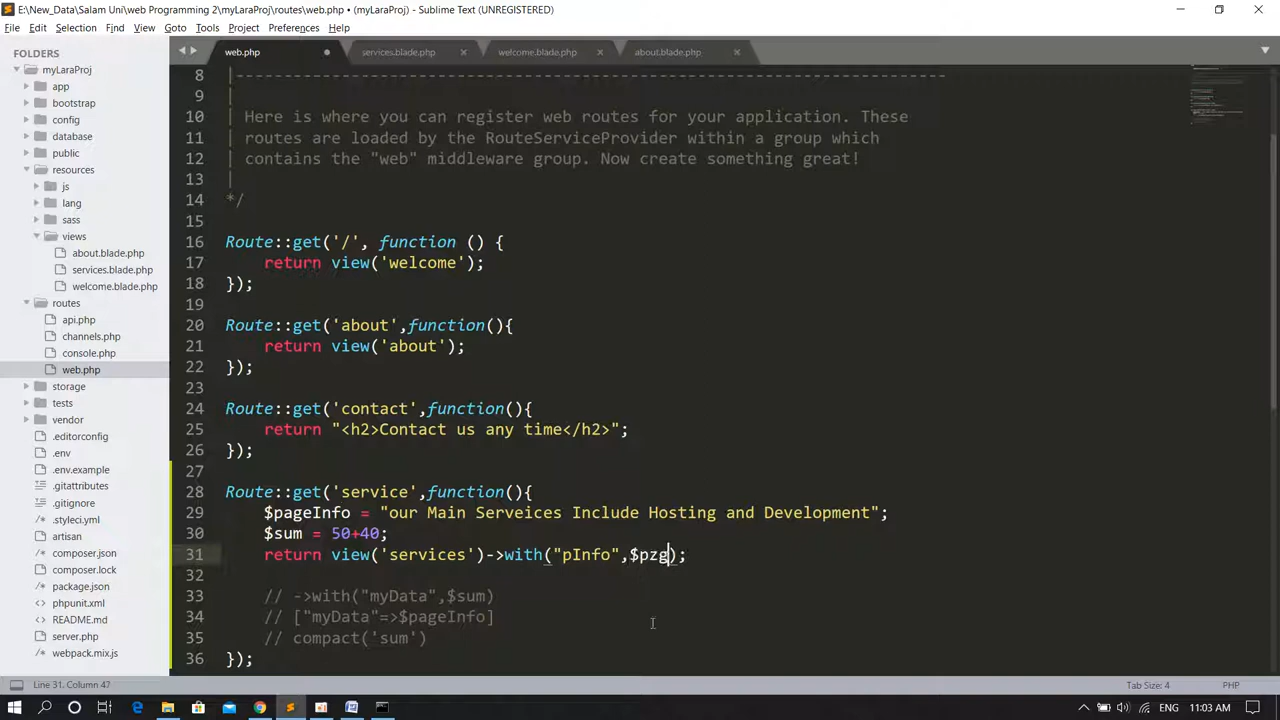 E:\New_Data\Salam Uni\web Programming 2\myLaraProj\routes\web.php • (myLaraProj) - Sublime Text (UNREGISTERED)
File Edit Selection Find View Goto Tools Project Preferences Help
FOLDERS
myLaraProj
app
bootstrap
config
database
public
resources
js
lang
sass
views
about.blade.php
services.blade.php
welcome.blade.php
routes
api.php
channels.php
console.php
web.php
storage
tests
vendor
.editorconfig
.env
.env.example
.gitattributes
.gitignore
.styleci.yml
artisan
composer.json
composer.lock
package.json
phpunit.xml
README.md
server.php
webpack.mix.js
web.php services.blade.php welcome.blade.php about.blade.php
8 |--------------------------------------------------------------------------
9 |
10 | Here is where you can register web routes for your application. These
11 | routes are loaded by the RouteServiceProvider within a group which
12 | contains the "web" middleware group. Now create something great!
13 |
14 */
15
16 Route::get('/', function () {
17     return view('welcome');
18 });
19
20 Route::get('about',function(){
21     return view('about');
22 });
23
24 Route::get('contact',function(){
25     return "<h2>Contact us any time</h2>";
26 });
27
28 Route::get('service',function(){
29     $pageInfo = "our Main Serveices Include Hosting and Development";
30     $sum = 50+40;
31     return view('services')->with("pInfo",$pzg);
32
33     // ->with("myData",$sum)
34     // ["myData"=>$pageInfo]
35     // compact('sum')
36 });
Line 31, Column 47 Tab Size: 4 PHP
ENG 11:03 AM